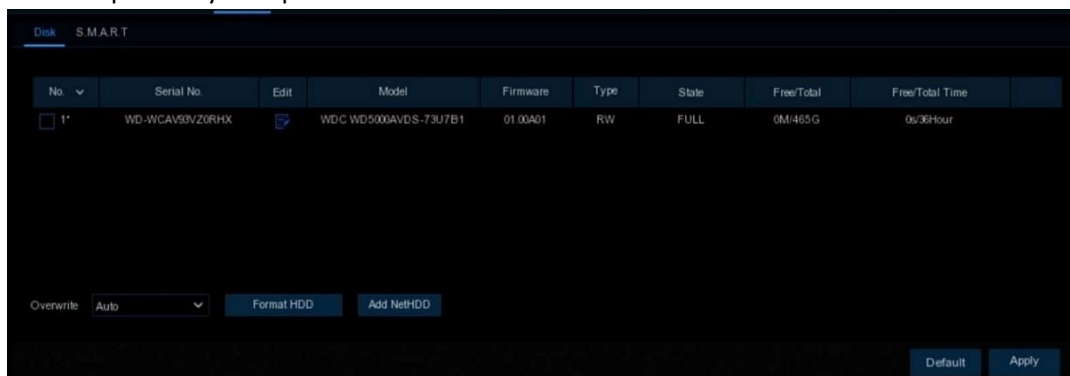 Disk S.M.A.R.T
No. Serial No. Edit Model Firmware Type State Free/Total Free/Total Time
1* WD-WCAV93VZ0RHX WDC WD5000AVDS-73U7B1 01.00A01 RW FULL 0M/465G 0s/36Hour
Overwrite Auto Format HDD Add NetHDD
Default Apply